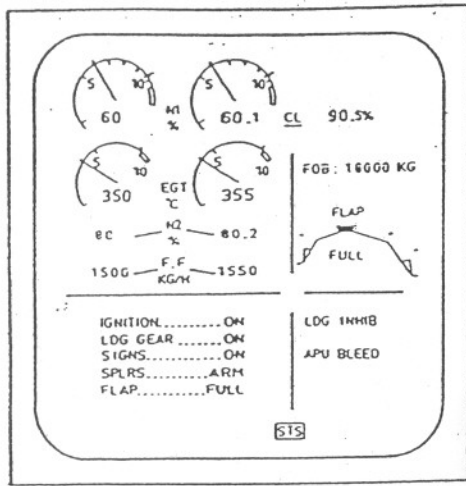 5 10 5 10
60 N1 % 60.1 CL 90.5%
5 10 5 10
350 EGT °C 355
FOB: 16000 KG
80 N2 % 80.2
FLAP
FULL
1500 F.F KG/H 1550
IGNITION.........ON
LDG GEAR ........ON
SIGNS............ON
SPLRS...........ARM
FLAP...........FULL
LDG INHIB
APU BLEED
STS